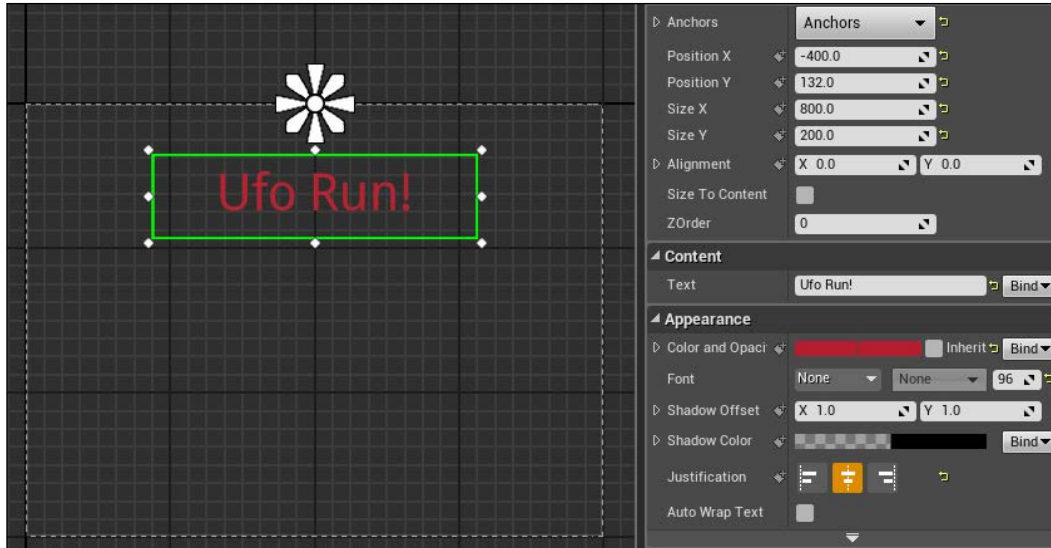 Ufo Run!
Anchors Anchors
Position X -400.0
Position Y 132.0
Size X 800.0
Size Y 200.0
Alignment X 0.0 Y 0.0
Size To Content
ZOrder 0
Content
Text Ufo Run! Bind
Appearance
Color and Opaci Inherit Bind
Font None None 96
Shadow Offset X 1.0 Y 1.0
Shadow Color Bind
Justification
Auto Wrap Text